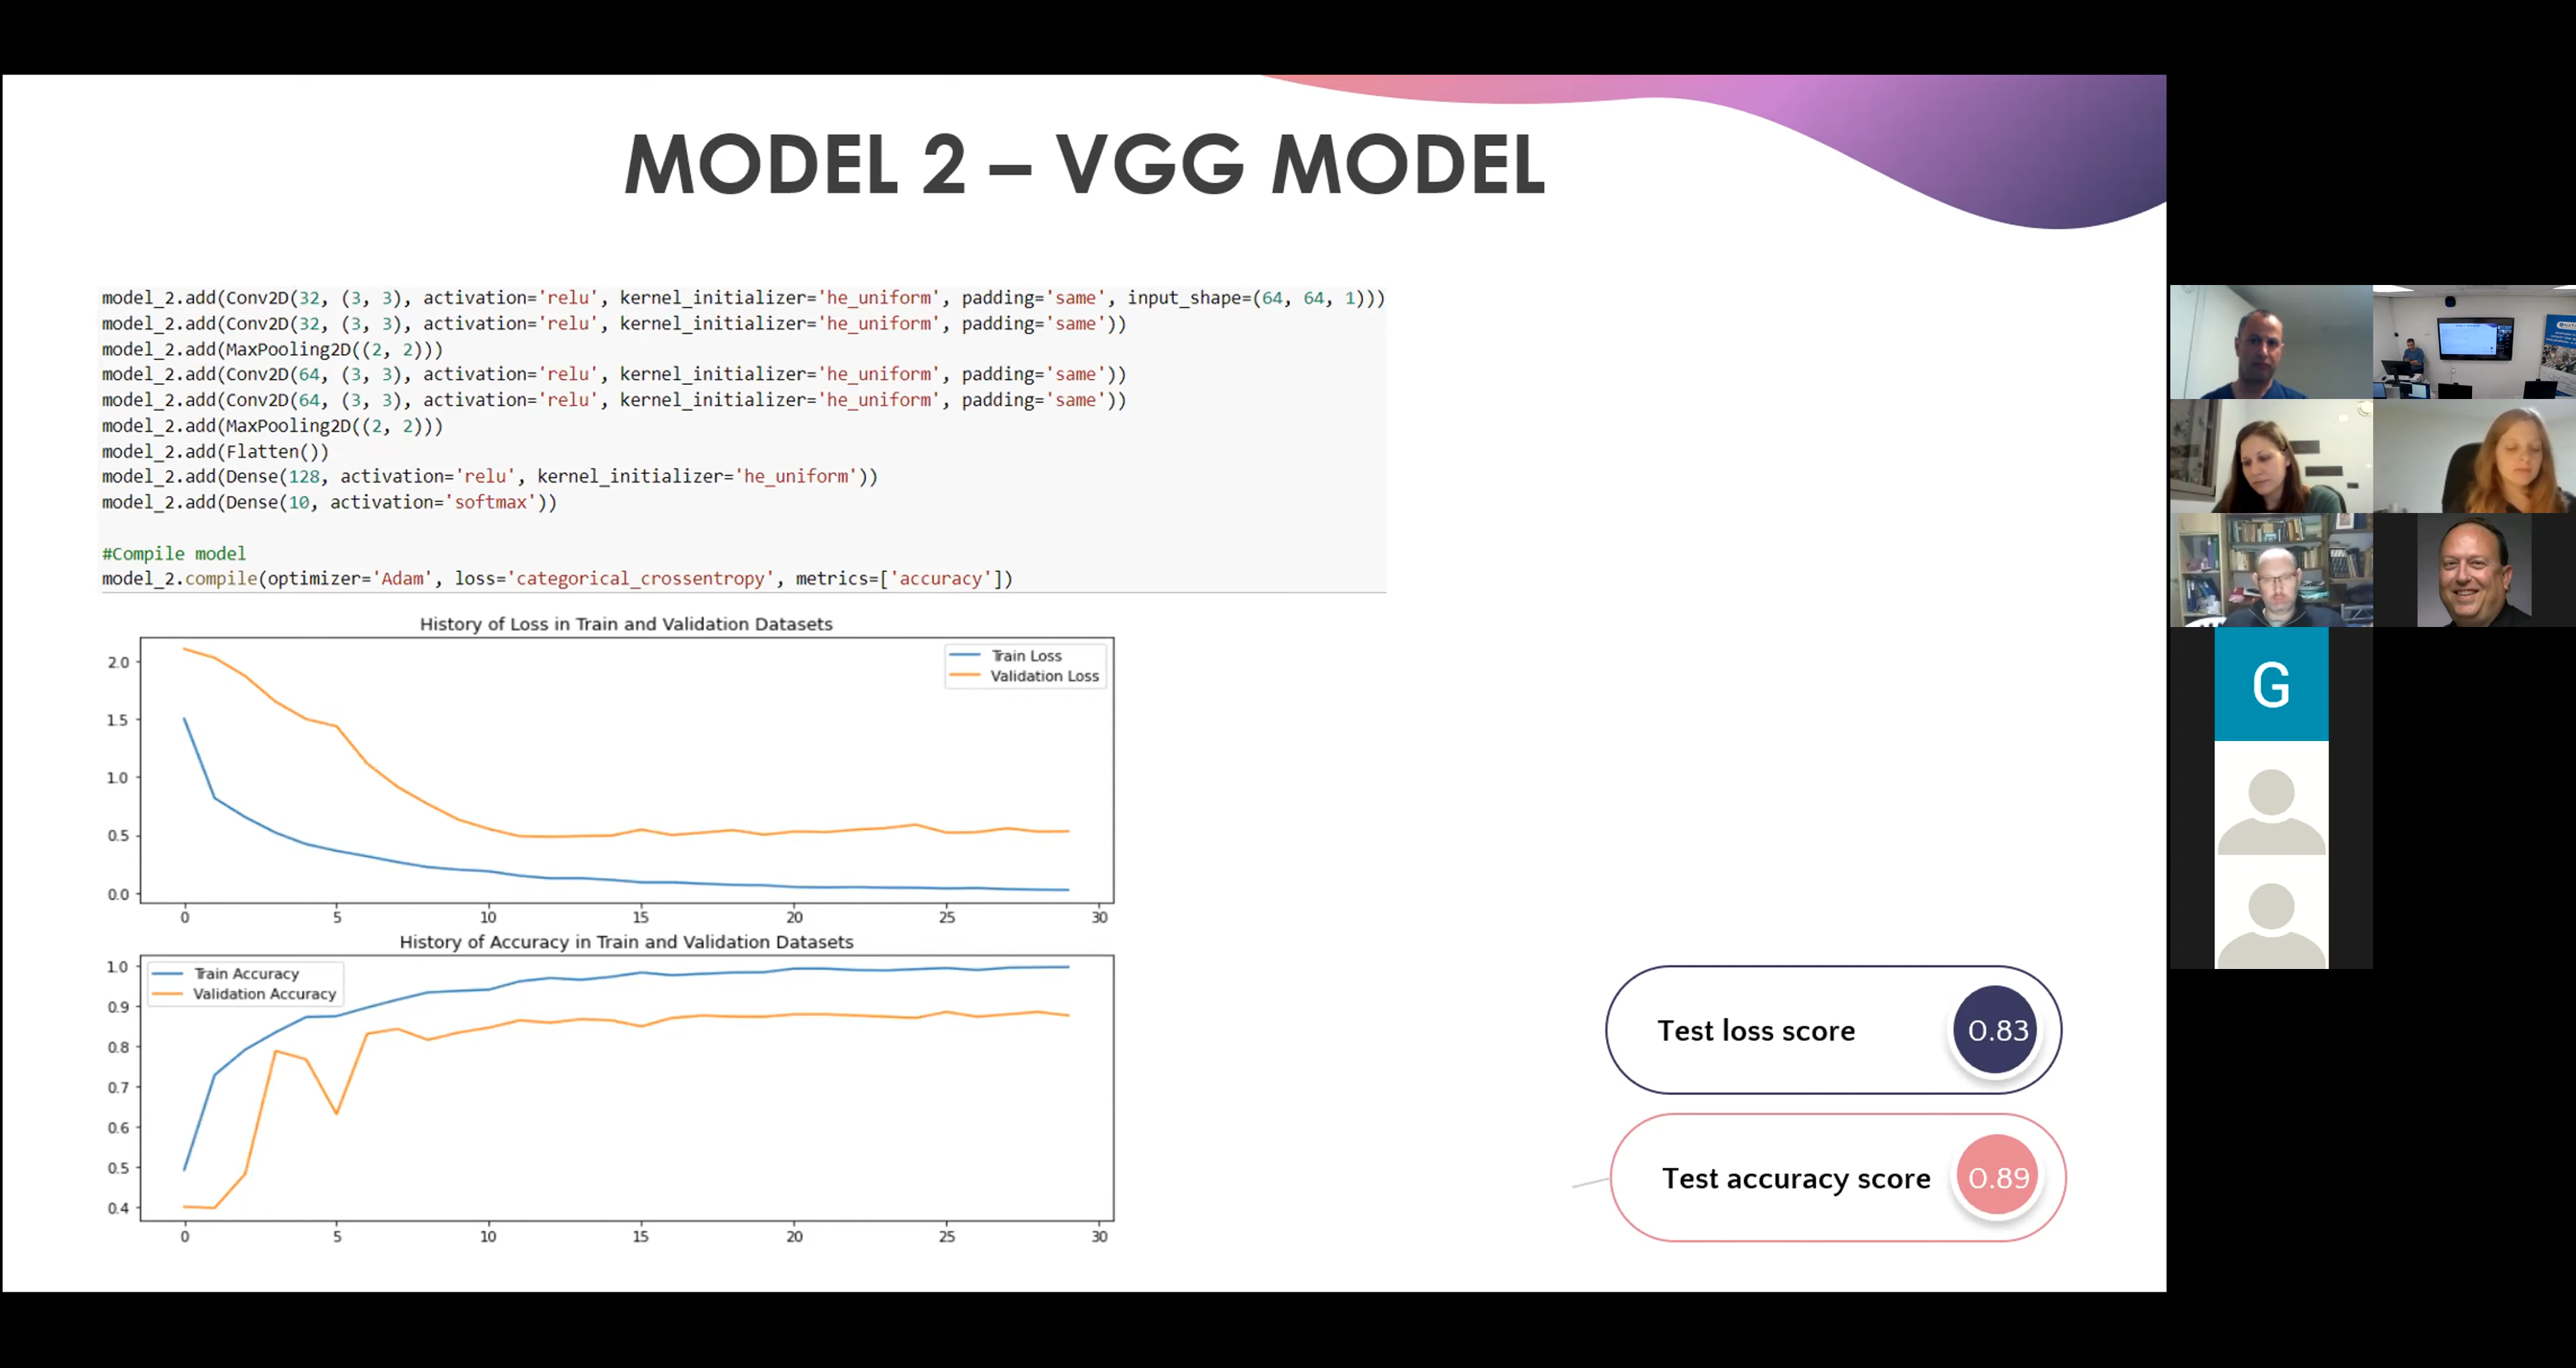 MODEL 2 – VGG MODEL
model_2.add(Conv2D(32, (3, 3), activation='relu', kernel_initializer='he_uniform', padding='same', input_shape=(64, 64, 1)))
model_2.add(Conv2D(32, (3, 3), activation='relu', kernel_initializer='he_uniform', padding='same'))
model_2.add(MaxPooling2D((2, 2)))
model_2.add(Conv2D(64, (3, 3), activation='relu', kernel_initializer='he_uniform', padding='same'))
model_2.add(Conv2D(64, (3, 3), activation='relu', kernel_initializer='he_uniform', padding='same'))
model_2.add(MaxPooling2D((2, 2)))
model_2.add(Flatten())
model_2.add(Dense(128, activation='relu', kernel_initializer='he_uniform'))
model_2.add(Dense(10, activation='softmax'))
#Compile model
model_2.compile(optimizer='Adam', loss='categorical_crossentropy', metrics=['accuracy'])
History of Loss in Train and Validation Datasets
Train Loss
Validation Loss
2.0
1.5
1.0
0.5
0.0
0 5 10 15 20 25 30
History of Accuracy in Train and Validation Datasets
Train Accuracy
Validation Accuracy
1.0
0.9
0.8
0.7
0.6
0.5
0.4
0 5 10 15 20 25 30
Test loss score 0.83
Test accuracy score 0.89
G